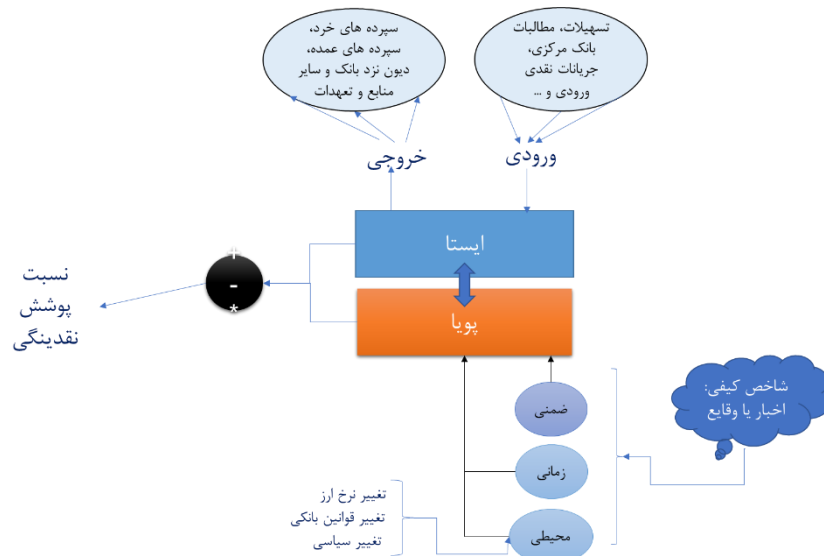 تسهیلات، مطالبات
بانک مرکزی،
جریانات نقدی
ورودی و ...
سپرده های خرد،
سپرده های عمده،
دیون نزد بانک و سایر
منابع و تعهدات
ورودی
خروجی
ایستا
+
-
*
نسبت
پوشش
نقدینگی
پویا
شاخص کیفی:
اخبار یا وقایع
ضمنی
زمانی
محیطی
تغییر نرخ ارز
تغییر قوانین بانکی
تغییر سیاسی